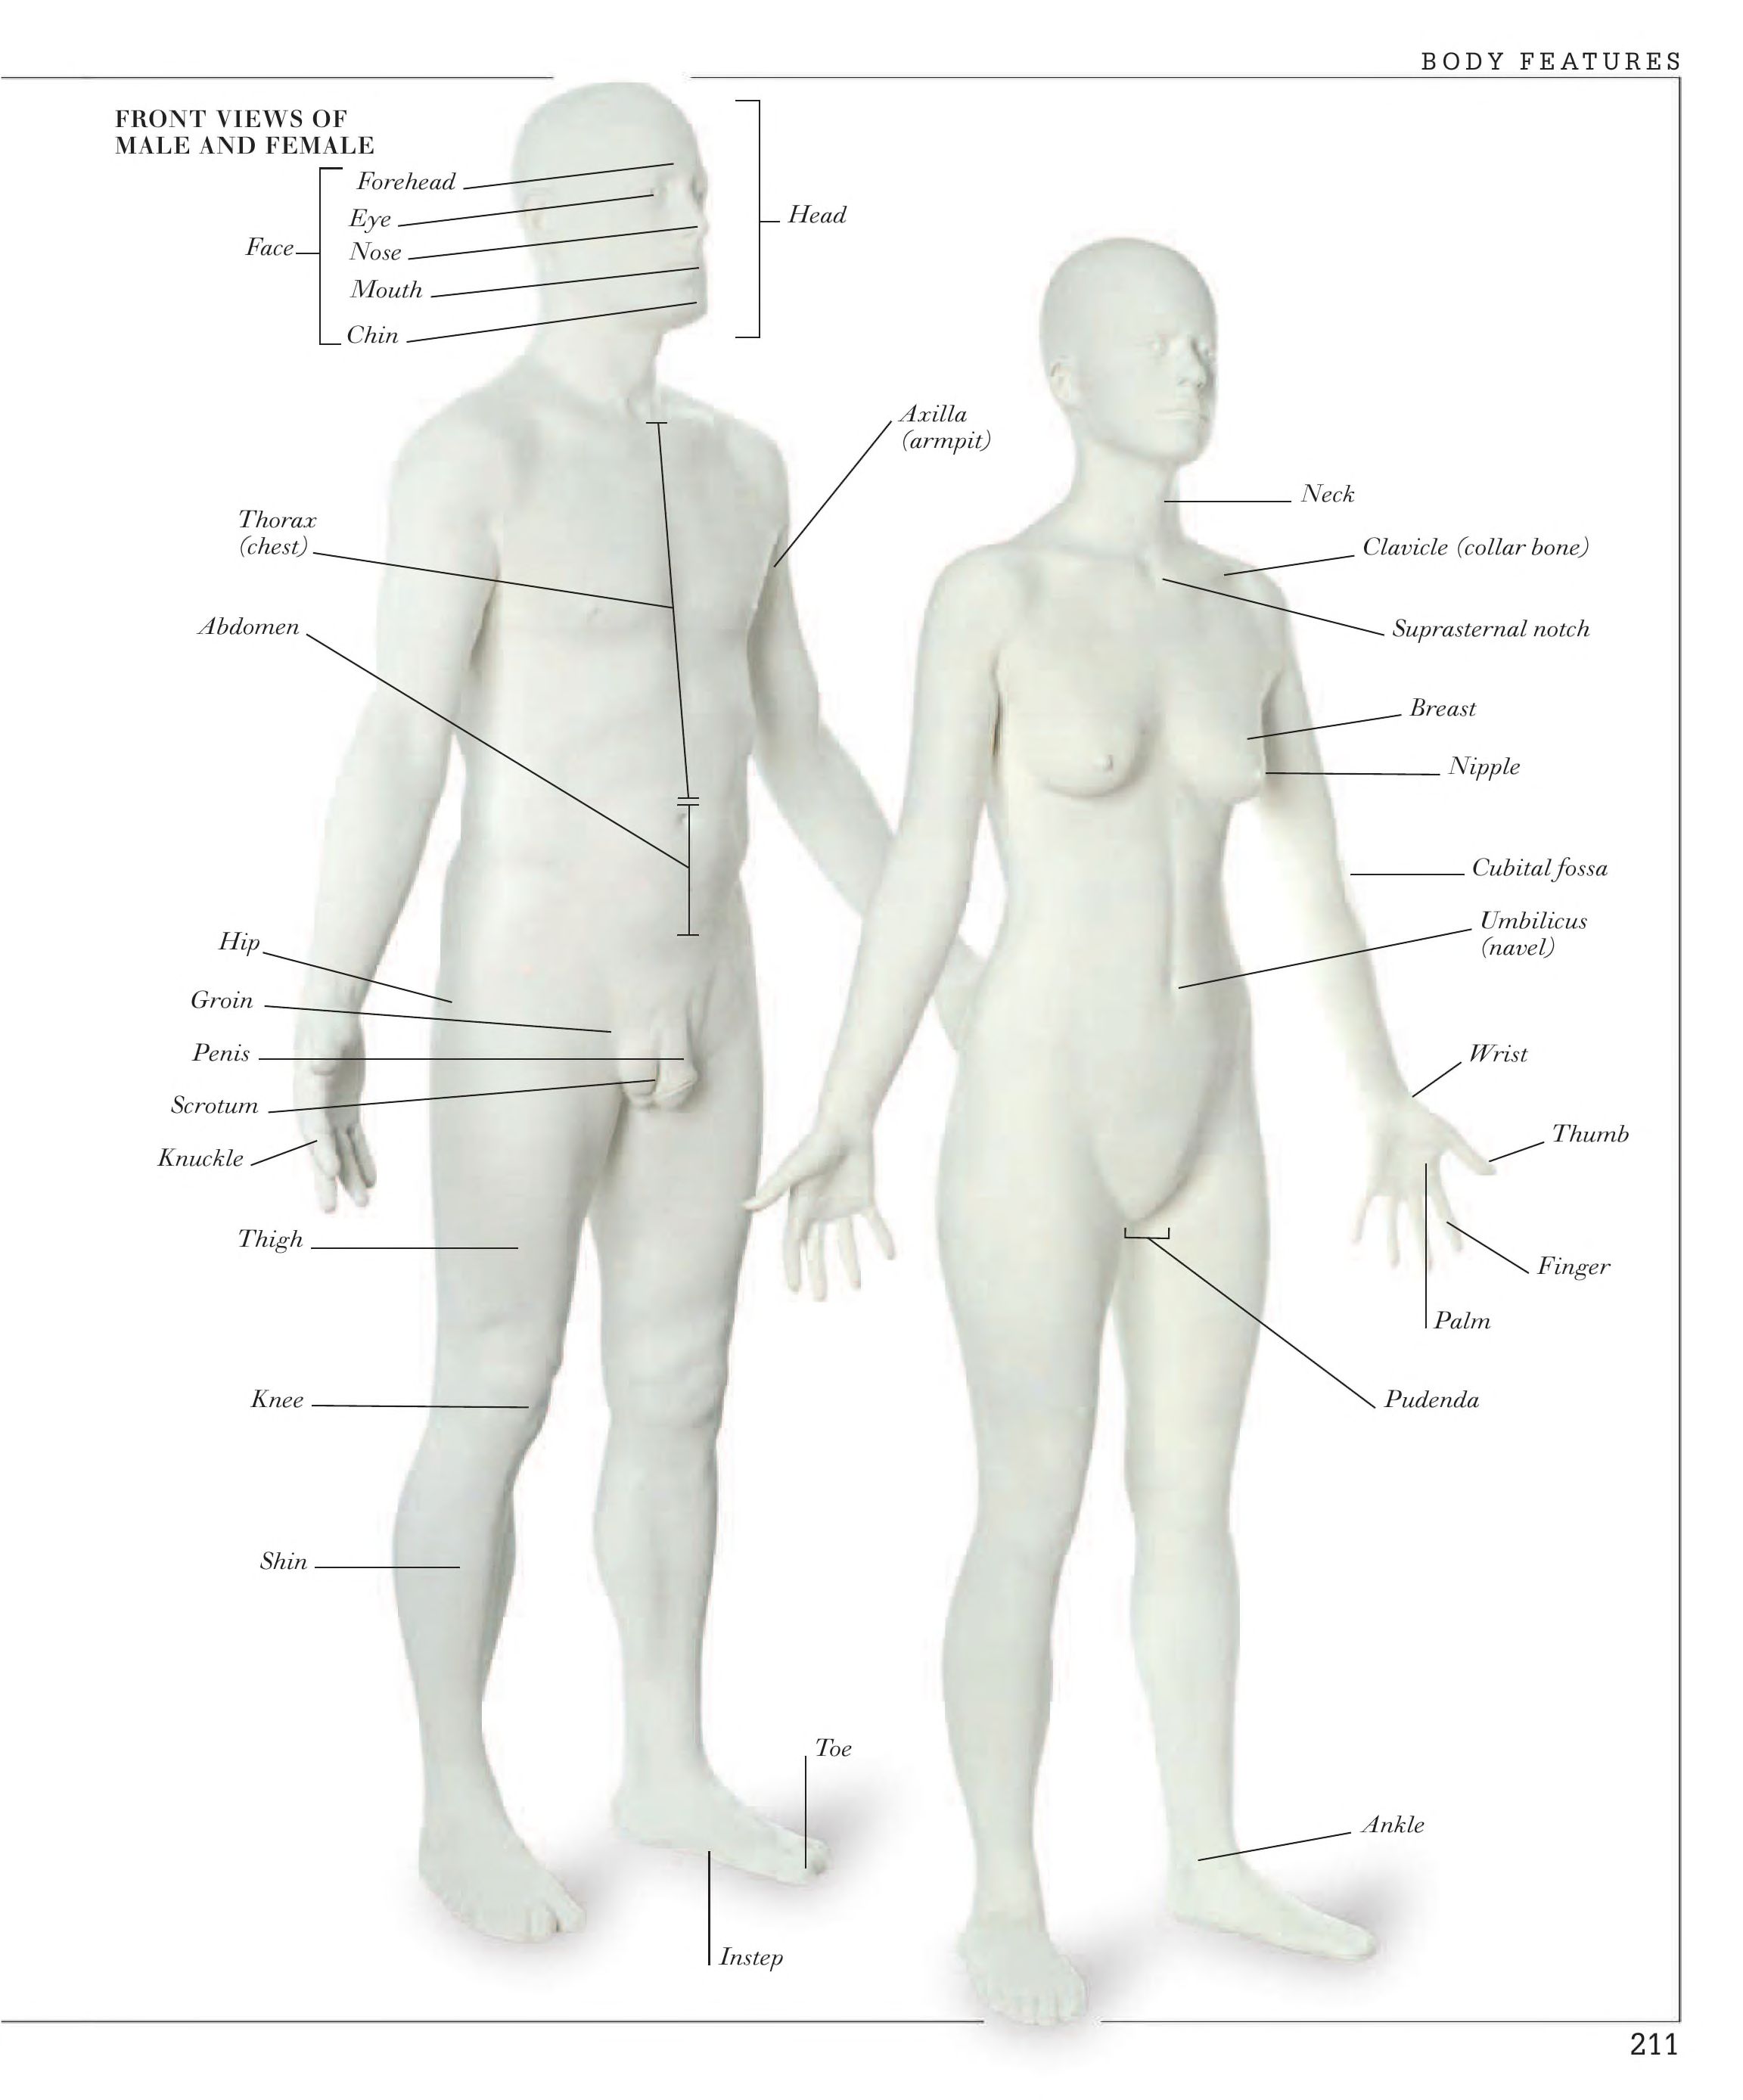 BODY FEATURES
FRONT VIEWS OF
MALE AND FEMALE
Forehead
Eye
Face
Nose
Mouth
Chin
Head
Axilla
(armpit)
Thorax
(chest)
Abdomen
Hip
Groin
Penis
Scrotum
Knuckle
Thigh
Knee
Shin
Toe
Instep
Neck
Clavicle (collar bone)
Suprasternal notch
Breast
Nipple
Cubital fossa
Umbilicus
(navel)
Wrist
Thumb
Finger
Palm
Pudenda
Ankle
211